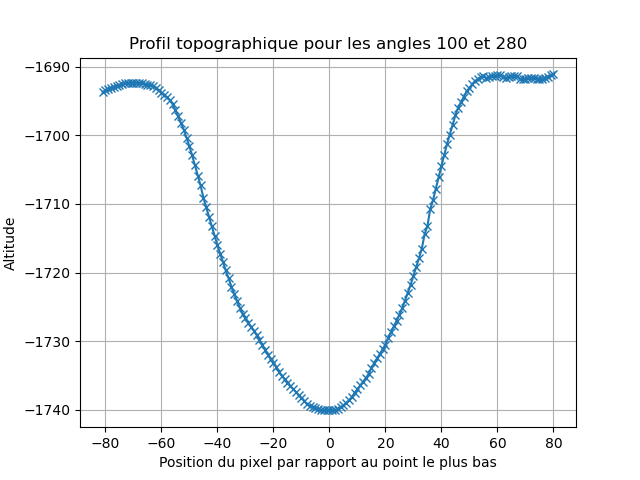 Profil topographique pour les angles 100 et 280
−1690
−1700
−1710
−1720
−1730
−1740
Altitude
−80 −60 −40 −20 0 20 40 60 80
Position du pixel par rapport au point le plus bas